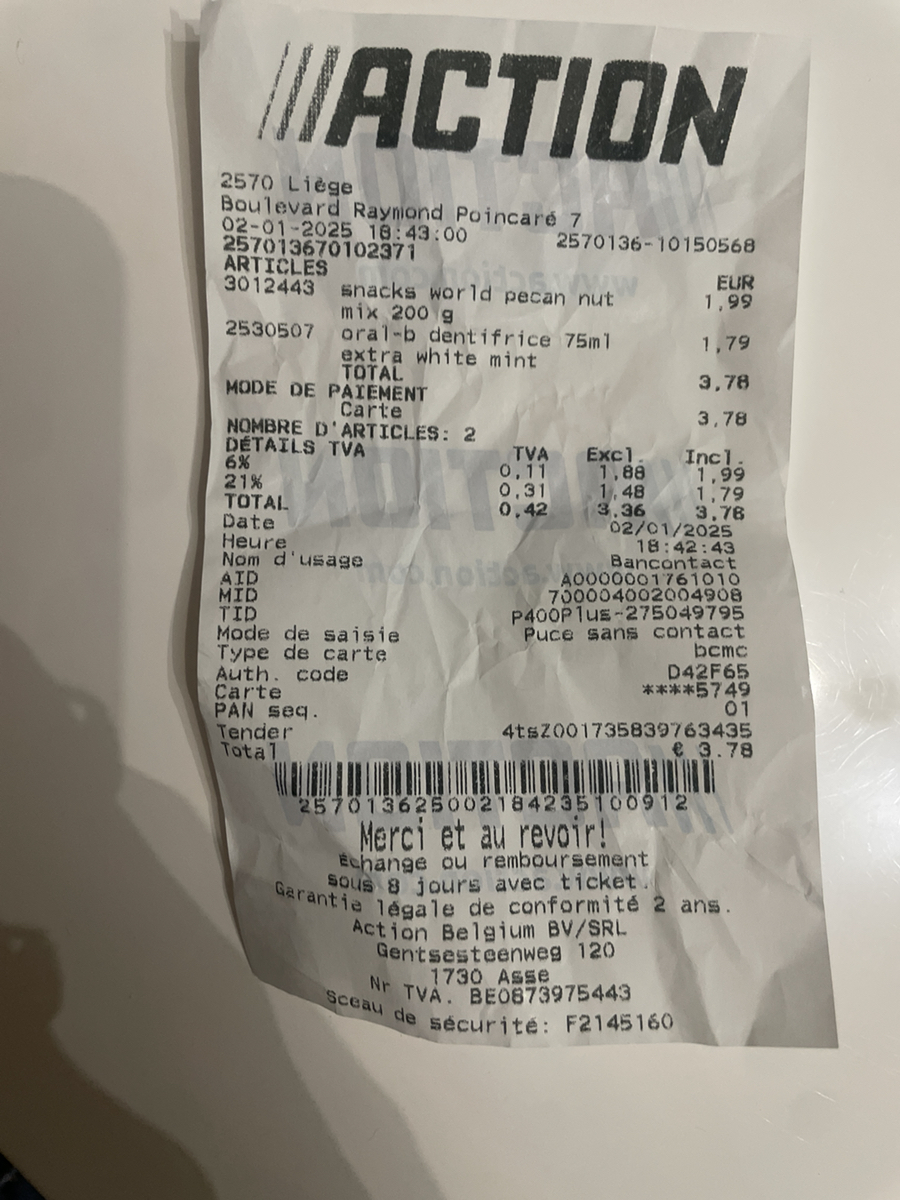 ACTION
2570 Liège
Boulevard Raymond Poincaré 7
02-01-2025 18:43:00 2570136-10150568
257013670102371
ARTICLES EUR
3012443 snacks world pecan nut 1,99
mix 200 g
2530507 oral-b dentifrice 75ml 1,79
extra white mint
TOTAL 3,78
MODE DE PAIEMENT
Carte 3,78
NOMBRE D'ARTICLES: 2
DÉTAILS TVA TVA Excl. Incl.
6% 0,11 1,88 1,99
21% 0,31 1,48 1,79
TOTAL 0,42 3,36 3,78
Date 02/01/2025
Heure 18:42:43
Nom d'usage Bancontact
AID A0000001761010
MID 700004002004908
TID P400Plus-275049795
Mode de saisie Puce sans contact
Type de carte bcmc
Auth. code D42F65
Carte ****5749
PAN seq. 01
Tender 4tsZ001735839763435
Total € 3.78
257013625002184235100912
Merci et au revoir!
Échange ou remboursement
sous 8 jours avec ticket.
Garantie légale de conformité 2 ans.
Action Belgium BV/SRL
Gentsesteenweg 120
1730 Asse
Nr TVA. BE0873975443
Sceau de sécurité: F2145160